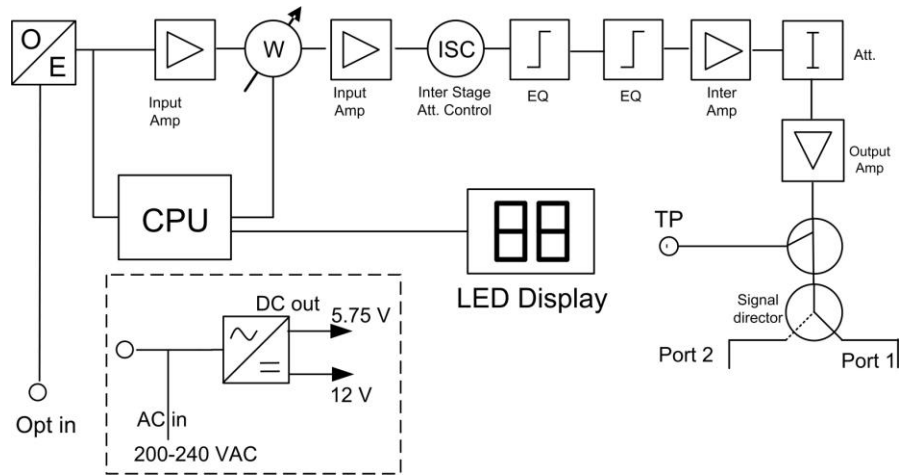 O
E
Input
Amp
W
Input
Amp
ISC
Inter Stage
Att. Control
EQ
EQ
Inter
Amp
Att.
Output
Amp
CPU
88
LED Display
TP
Signal
director
Port 2
Port 1
Opt in
DC out
5.75 V
12 V
AC in
200-240 VAC